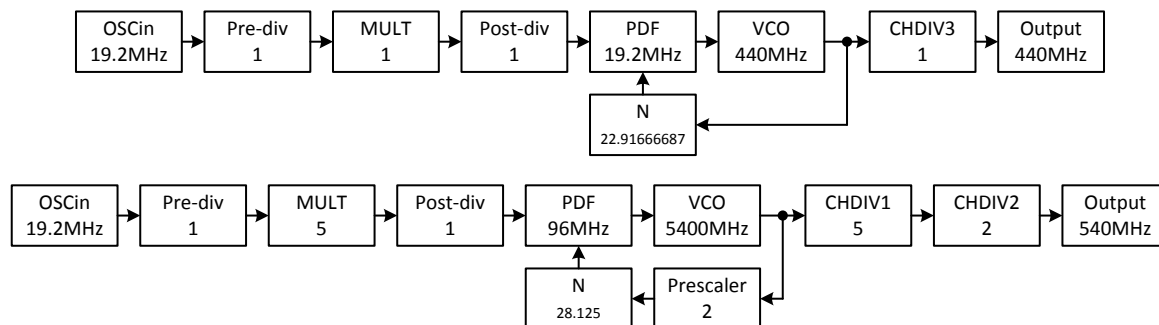 OSCin
19.2MHz
Pre-div
1
MULT
1
Post-div
1
PDF
19.2MHz
VCO
440MHz
CHDIV3
1
Output
440MHz
N
22.91666687
OSCin
19.2MHz
Pre-div
1
MULT
5
Post-div
1
PDF
96MHz
VCO
5400MHz
CHDIV1
5
CHDIV2
2
Output
540MHz
N
28.125
Prescaler
2